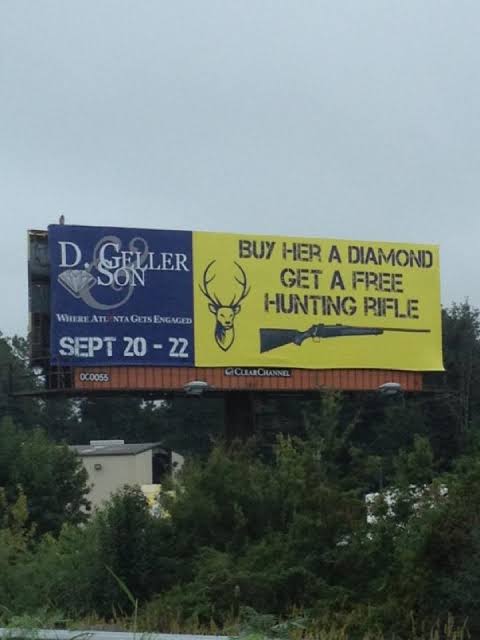 D. GELLER
& SON
WHERE ATLANTA GETS ENGAGED
SEPT 20 - 22
BUY HER A DIAMOND
GET A FREE
HUNTING RIFLE
OC0055
CLEARCHANNEL